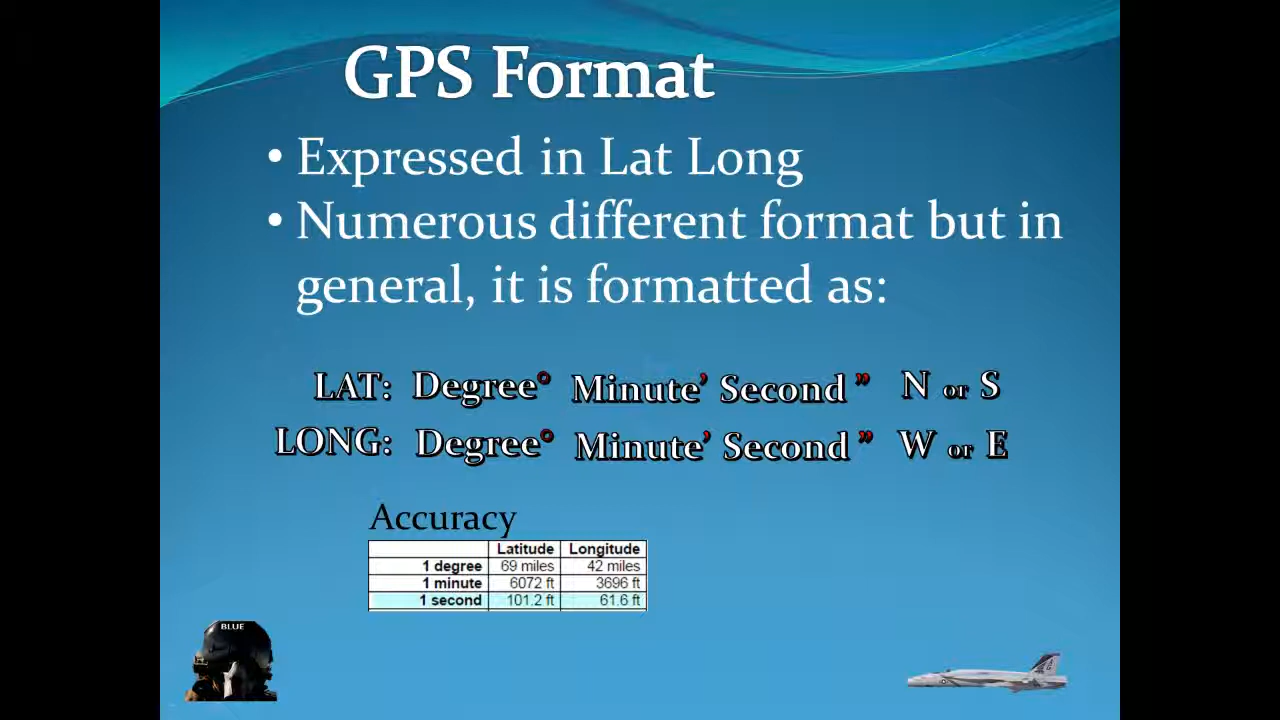 GPS Format
• Expressed in Lat Long
• Numerous different format but in
general, it is formatted as:
LAT: Degree° Minute’ Second ” N or S
LONG: Degree° Minute’ Second ” W or E
Accuracy
Latitude Longitude
1 degree 69 miles 42 miles
1 minute 6072 ft 3696 ft
1 second 101.2 ft 61.6 ft
BLUE